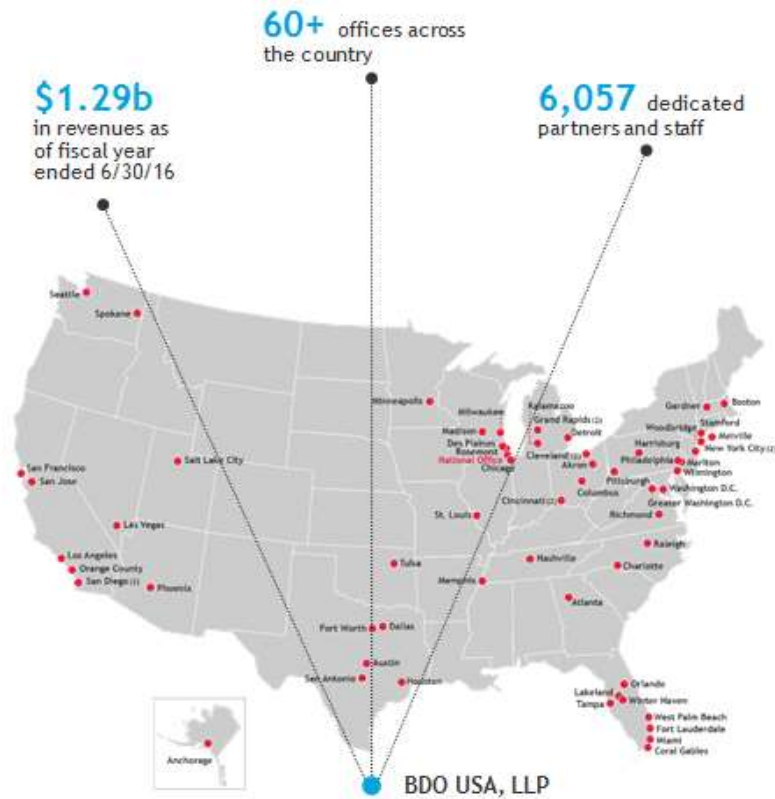 60+ offices across
the country
$1.29b
in revenues as
of fiscal year
ended 6/30/16
6,057 dedicated
partners and staff
Seattle
Spokane
Minneapolis
Milwaukee
Madison
Des Plaines
Rosemont
National Office
Chicago
Kalamazoo
Grand Rapids (2)
Detroit
Cleveland (2)
Akron
Columbus
Cincinnati (2)
Gardner
Boston
Woodbridge
Stamford
Melville
New York City (2)
Harrisburg
Philadelphia
Marlton
Wilmington
Pittsburgh
Washington D.C.
Greater Washington D.C.
Richmond
San Francisco
San Jose
Salt Lake City
Las Vegas
Los Angeles
Orange County
San Diego
Phoenix
St. Louis
Tulsa
Memphis
Nashville
Raleigh
Charlotte
Atlanta
Fort Worth
Dallas
Austin
San Antonio
Houston
Orlando
Lakeland
Winter Haven
Tampa
West Palm Beach
Fort Lauderdale
Miami
Coral Gables
Anchorage
BDO USA, LLP